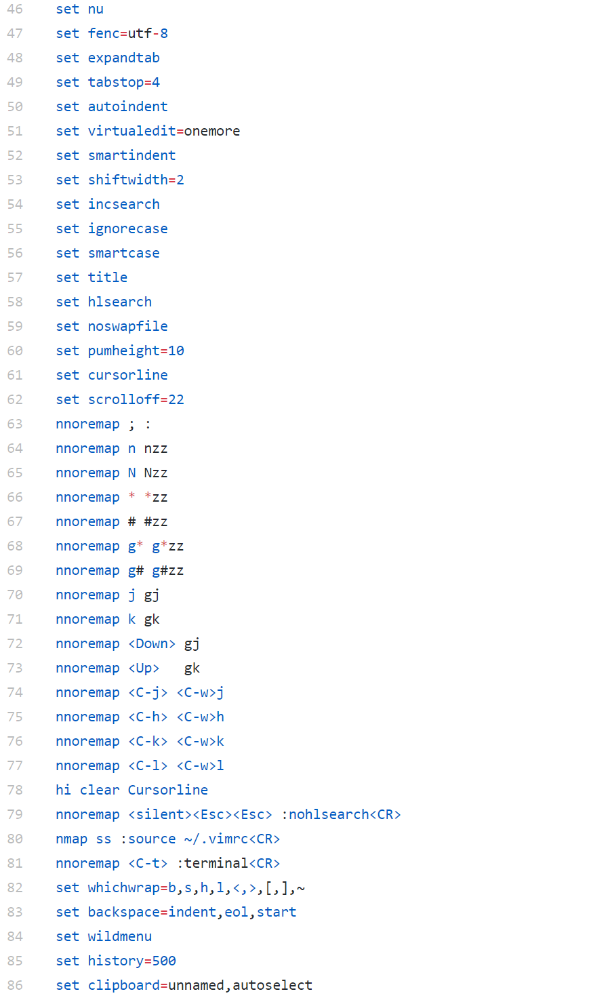 46 set nu
47 set fenc=utf-8
48 set expandtab
49 set tabstop=4
50 set autoindent
51 set virtualedit=onemore
52 set smartindent
53 set shiftwidth=2
54 set incsearch
55 set ignorecase
56 set smartcase
57 set title
58 set hlsearch
59 set noswapfile
60 set pumheight=10
61 set cursorline
62 set scrolloff=22
63 nnoremap ; :
64 nnoremap n nzz
65 nnoremap N Nzz
66 nnoremap * *zz
67 nnoremap # #zz
68 nnoremap g* g*zz
69 nnoremap g# g#zz
70 nnoremap j gj
71 nnoremap k gk
72 nnoremap <Down> gj
73 nnoremap <Up>   gk
74 nnoremap <C-j> <C-w>j
75 nnoremap <C-h> <C-w>h
76 nnoremap <C-k> <C-w>k
77 nnoremap <C-l> <C-w>l
78 hi clear Cursorline
79 nnoremap <silent><Esc><Esc> :nohlsearch<CR>
80 nmap ss :source ~/.vimrc<CR>
81 nnoremap <C-t> :terminal<CR>
82 set whichwrap=b,s,h,l,<,>,[,],~
83 set backspace=indent,eol,start
84 set wildmenu
85 set history=500
86 set clipboard=unnamed,autoselect